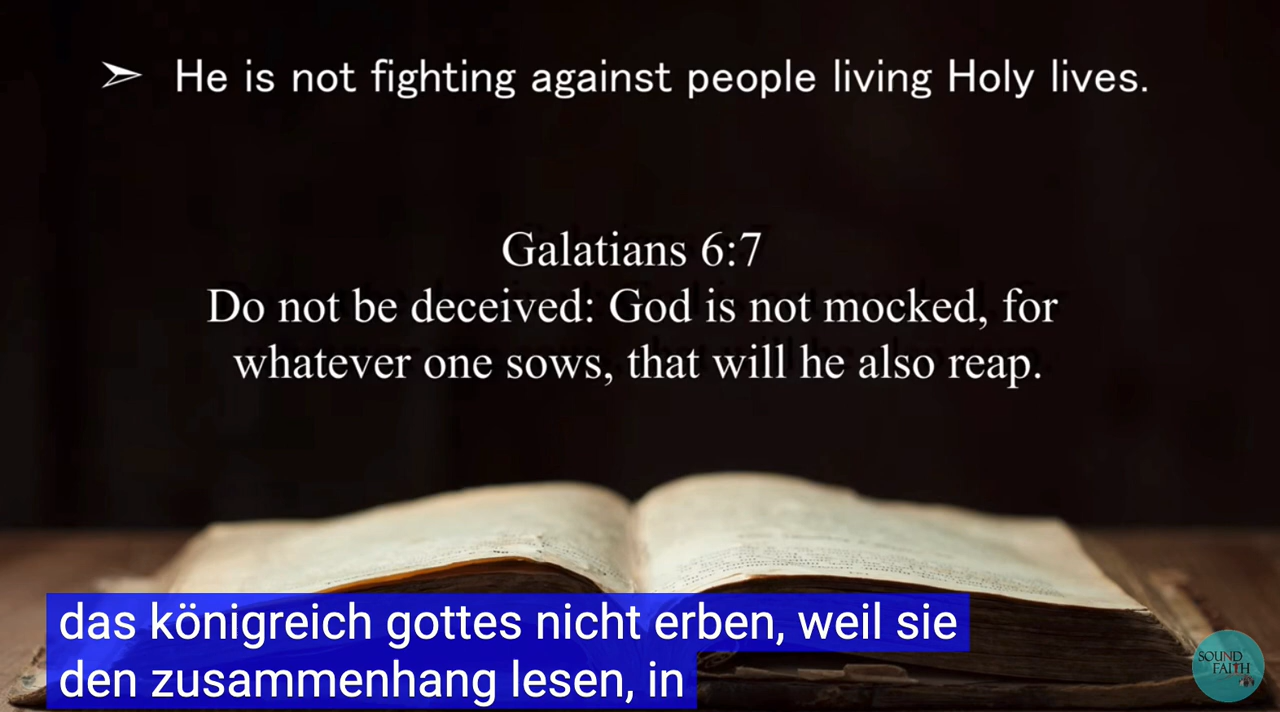 ➢ He is not fighting against people living Holy lives.
Galatians 6:7
Do not be deceived: God is not mocked, for
whatever one sows, that will he also reap.
das königreich gottes nicht erben, weil sie
den zusammenhang lesen, in
SOUND
FAITH